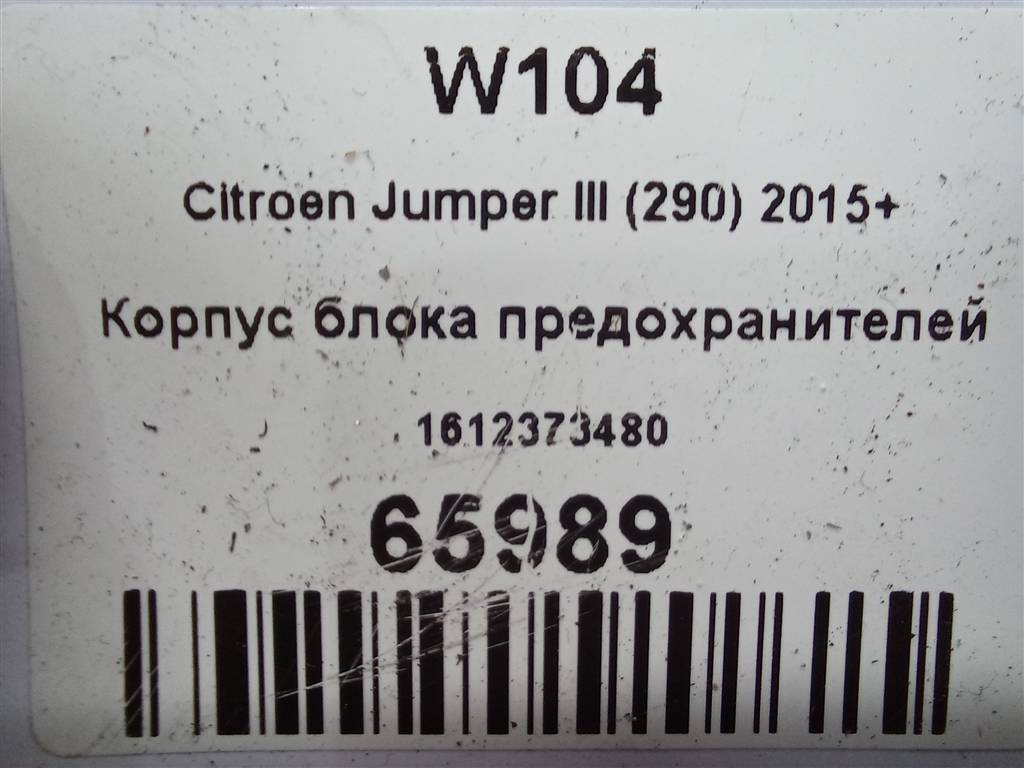 W104
Citroen Jumper III (290) 2015+
Корпус блока предохранителей
1612373480
65989